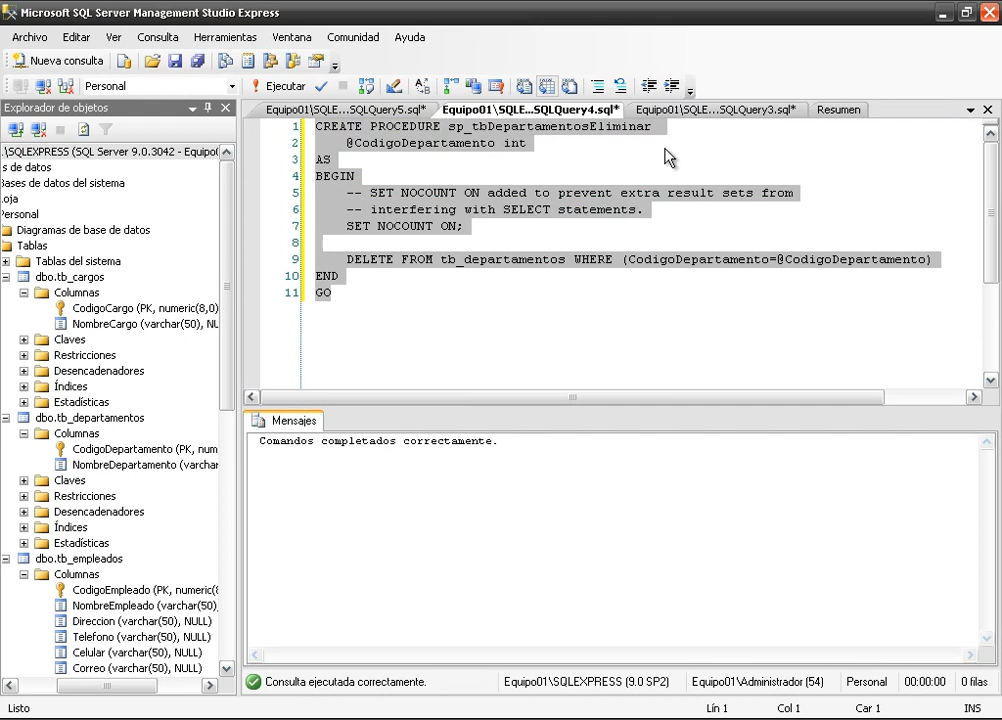 Microsoft SQL Server Management Studio Express
Archivo Editar Ver Consulta Herramientas Ventana Comunidad Ayuda
Nueva consulta
Personal Ejecutar
Explorador de objetos
.\SQLEXPRESS (SQL Server 9.0.3042 - Equipo0
s de datos
Bases de datos del sistema
oja
Personal
Diagramas de base de datos
Tablas
Tablas del sistema
dbo.tb_cargos
Columnas
CodigoCargo (PK, numeric(8,0)
NombreCargo (varchar(50), NU
Claves
Restricciones
Desencadenadores
Índices
Estadísticas
dbo.tb_departamentos
Columnas
CodigoDepartamento (PK, num
NombreDepartamento (varchar
Claves
Restricciones
Desencadenadores
Índices
Estadísticas
dbo.tb_empleados
Columnas
CodigoEmpleado (PK, numeric(8
NombreEmpleado (varchar(50),
Direccion (varchar(50), NULL)
Telefono (varchar(50), NULL)
Celular (varchar(50), NULL)
Correo (varchar(50), NULL)
Equipo01\SQLE...SQLQuery5.sql* Equipo01\SQLE...SQLQuery4.sql* Equipo01\SQLE...SQLQuery3.sql* Resumen
1 CREATE PROCEDURE sp_tbDepartamentosEliminar
2 @CodigoDepartamento int
3 AS
4 BEGIN
5 -- SET NOCOUNT ON added to prevent extra result sets from
6 -- interfering with SELECT statements.
7 SET NOCOUNT ON;
8
9 DELETE FROM tb_departamentos WHERE (CodigoDepartamento=@CodigoDepartamento)
10 END
11 GO
Mensajes
Comandos completados correctamente.
Consulta ejecutada correctamente. Equipo01\SQLEXPRESS (9.0 SP2) Equipo01\Administrador (54) Personal 00:00:00 0 filas
Listo Lín 1 Col 1 Car 1 INS